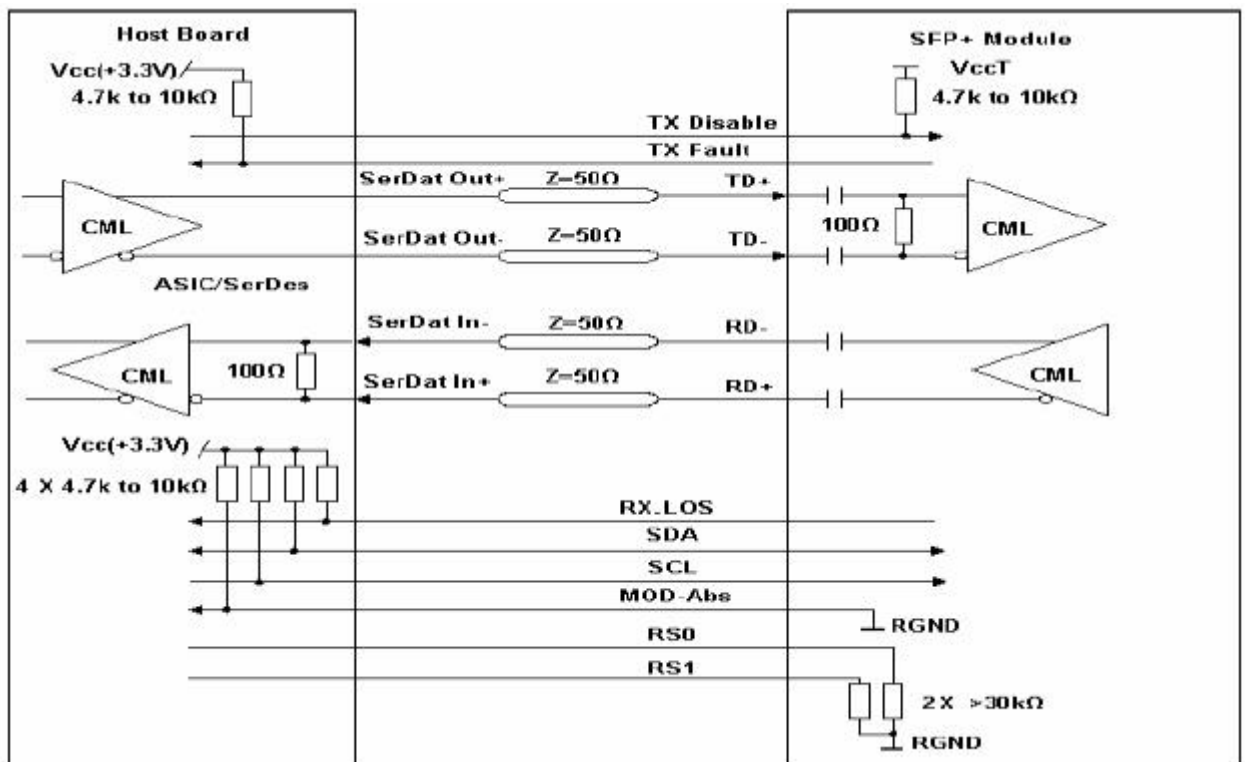 Host Board
SFP+ Module
Vcc(+3.3V)
4.7k to 10kΩ
VccT
4.7k to 10kΩ
TX Disable
TX Fault
SerDat Out+
Z=50Ω
TD+
CML
100Ω
CML
SerDat Out-
Z=50Ω
TD-
ASIC/SerDes
SerDat In-
Z=50Ω
RD-
CML
100Ω
SerDat In+
Z=50Ω
RD+
CML
Vcc(+3.3V)
4 X 4.7k to 10kΩ
RX.LOS
SDA
SCL
MOD-Abs
RGND
RS0
RS1
2X >30kΩ
RGND